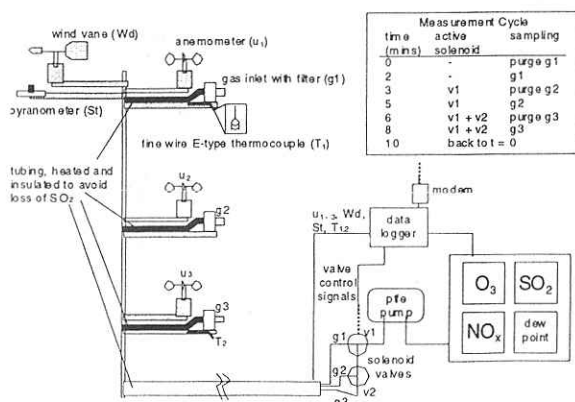 wind vane (Wd)
anemometer (u1)
gas inlet with filter (g1)
pyranometer (St)
fine wire E-type thermocouple (T1)
tubing, heated and
insulated to avoid
loss of SO2
u2
g2
u3
g3
T2
Measurement Cycle
time active sampling
(mins) solenoid
0 - purge g1
2 - g1
3 v1 purge g2
5 v1 g2
6 v1 + v2 purge g3
8 v1 + v2 g3
10 back to t = 0
modem
u1-3, Wd,
St, T1,2
data
logger
valve
control
signals
ptfe
pump
O3
SO2
NOx
dew
point
g1
v1
solenoid
valves
g2
v2
g3